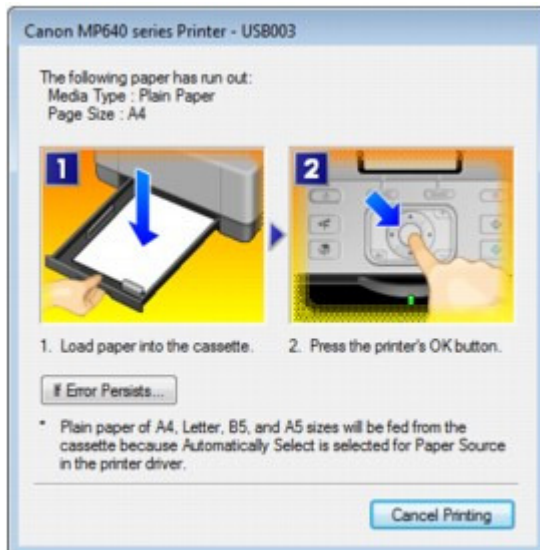 Canon MP640 series Printer - USB003
The following paper has run out:
Media Type : Plain Paper
Page Size : A4
1
2
1. Load paper into the cassette.
2. Press the printer's OK button.
If Error Persists...
* Plain paper of A4, Letter, B5, and A5 sizes will be fed from the
cassette because Automatically Select is selected for Paper Source
in the printer driver.
Cancel Printing